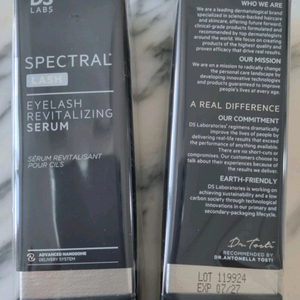 DS
LABS
SPECTRAL®
LASH
EYELASH
REVITALIZING
SERUM
SÉRUM REVITALISANT
POUR CILS
ADVANCED NANOSOME
DELIVERY SYSTEM
WHO WE ARE
We are a leading dermatological brand
specialized in science-backed haircare
and skincare, offering future forward,
clinical-grade products formulated and
recommended by top dermatologists
around the world. We focus on creating
products of the highest quality and
proven efficacy that drive real results.
OUR MISSION
We are on a mission to radically change
the personal care landscape by
developing innovative technologies
and products guaranteed to improve
people's lives at every age.
A REAL DIFFERENCE
OUR COMMITMENT
DS Laboratories' regimens dramatically
improve the lives of people by
delivering real-life results that exceed
the performance of anything available.
There are no short-cuts or
compromises. Our customers choose to
talk about their experiences because of
the results we deliver.
EARTH-FRIENDLY
DS Laboratories is working on
achieving sustainability and a low
carbon society through technological
innovations in our primary and
secondary-packaging lifecycle.
Dr. Tosti
RECOMMENDED BY
DR. ANTONELLA TOSTI
LOT 119924
EXP 07/27